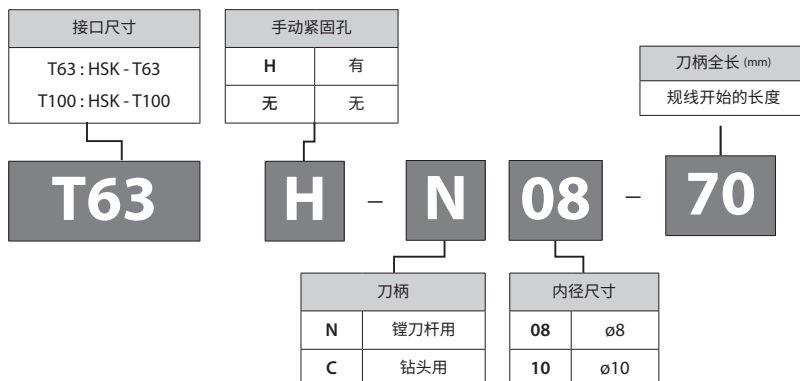 接口尺寸
T63 : HSK - T63
T100 : HSK - T100
手动紧固孔
H 有
无 无
刀柄全长 (mm)
规线开始的长度
T63 H – N 08 – 70
刀柄
N 镗刀杆用
C 钻头用
内径尺寸
08 ø8
10 ø10